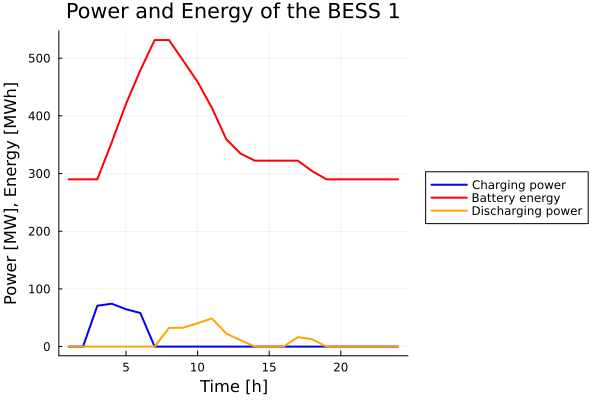 Power and Energy of the BESS 1
Power [MW], Energy [MWh]
500
400
300
200
100
0
5
10
15
20
Time [h]
Charging power
Battery energy
Discharging power